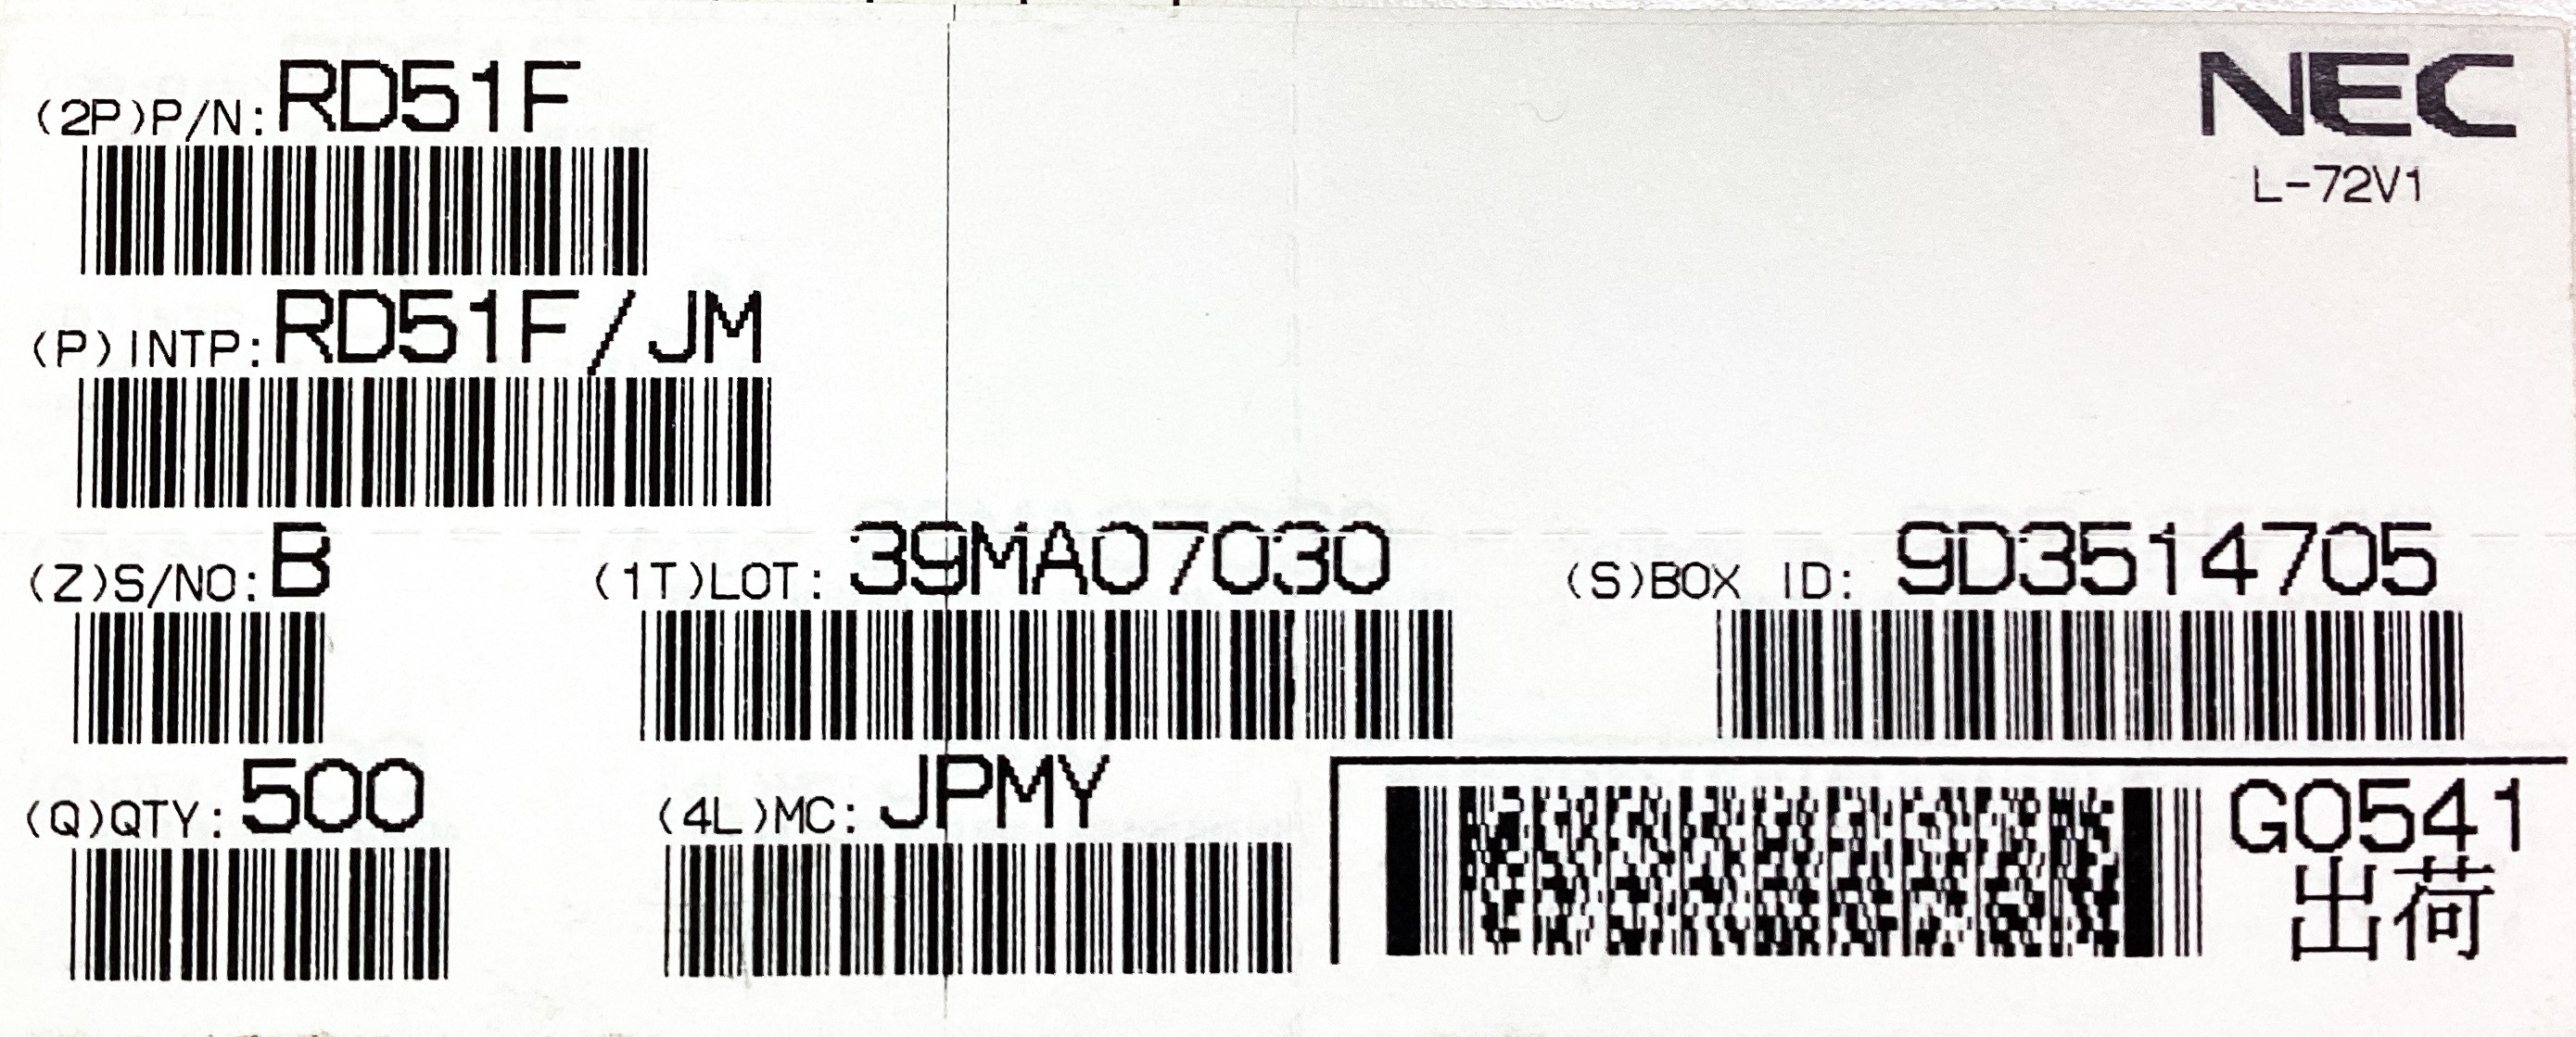 NEC
L-72V1
(2P)P/N:RD51F
(P)INTP:RD51F/JM
(Z)S/NO:B
(1T)LOT: 39MA07030
(S)BOX ID: 9D3514705
(Q)QTY:500
(4L)MC: JPMY
G0541
出荷